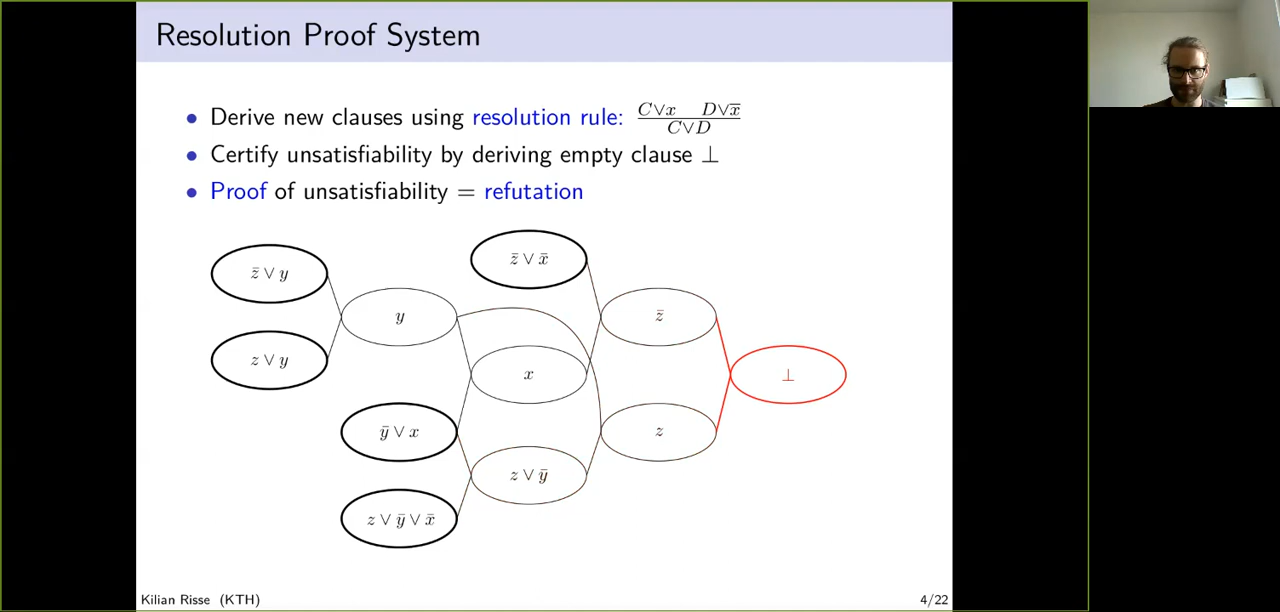 Resolution Proof System
• Derive new clauses using resolution rule: C∨x D∨x̄ / C∨D
• Certify unsatisfiability by deriving empty clause ⊥
• Proof of unsatisfiability = refutation
z̄ ∨ x̄
z̄ ∨ y
y
z̄
z ∨ y
x
⊥
ȳ ∨ x
z
z ∨ ȳ
z ∨ ȳ ∨ x̄
Kilian Risse (KTH)
4/22